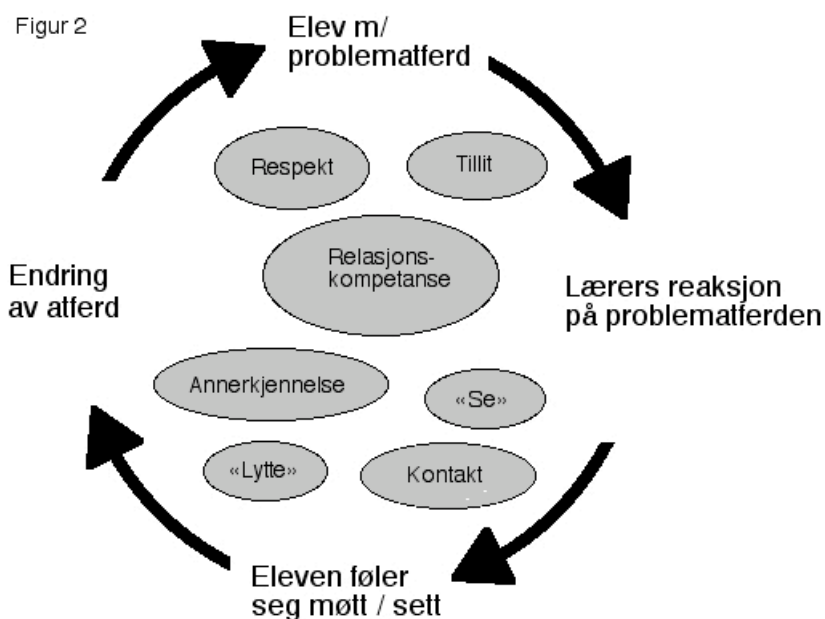 Figur 2
Elev m/
problematferd
Respekt
Tillit
Relasjons-
kompetanse
Endring
av atferd
Lærers reaksjon
på problematferden
Annerkjennelse
«Se»
«Lytte»
Kontakt
Eleven føler
seg møtt / sett